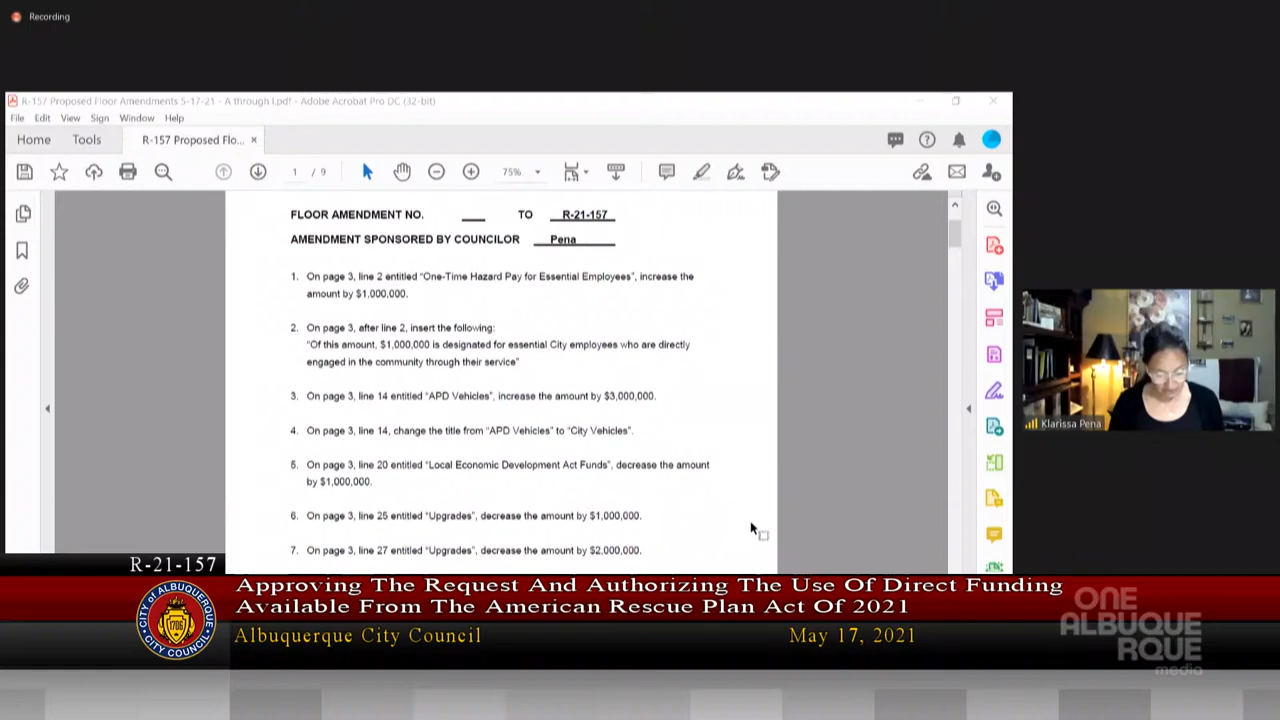 Recording
R-157 Proposed Floor Amendments 5-17-21 - A through I.pdf - Adobe Acrobat Pro DC (32-bit)
File Edit View Sign Window Help
Home Tools R-157 Proposed Flo... ×
1 / 9 75%
FLOOR AMENDMENT NO. ____ TO R-21-157
AMENDMENT SPONSORED BY COUNCILOR Pena
1. On page 3, line 2 entitled "One-Time Hazard Pay for Essential Employees", increase the
amount by $1,000,000.
2. On page 3, after line 2, insert the following:
"Of this amount, $1,000,000 is designated for essential City employees who are directly
engaged in the community through their service"
3. On page 3, line 14 entitled "APD Vehicles", increase the amount by $3,000,000.
4. On page 3, line 14, change the title from "APD Vehicles" to "City Vehicles".
5. On page 3, line 20 entitled "Local Economic Development Act Funds", decrease the amount
by $1,000,000.
6. On page 3, line 25 entitled "Upgrades", decrease the amount by $1,000,000.
7. On page 3, line 27 entitled "Upgrades", decrease the amount by $2,000,000.
Klarissa Pena
R-21-157
Approving The Request And Authorizing The Use Of Direct Funding
Available From The American Rescue Plan Act Of 2021
Albuquerque City Council May 17, 2021
CITY OF ALBUQUERQUE
1706
CITY COUNCIL
ONE
ALBUQUE
RQUE
media